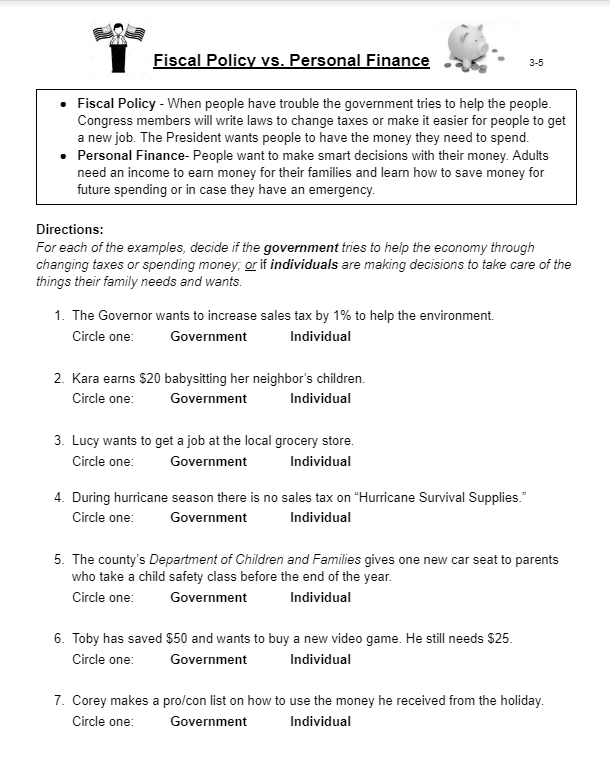 Fiscal Policy vs. Personal Finance
3-5
• Fiscal Policy - When people have trouble the government tries to help the people.
Congress members will write laws to change taxes or make it easier for people to get
a new job. The President wants people to have the money they need to spend.
• Personal Finance- People want to make smart decisions with their money. Adults
need an income to earn money for their families and learn how to save money for
future spending or in case they have an emergency.
Directions:
For each of the examples, decide if the government tries to help the economy through
changing taxes or spending money; or if individuals are making decisions to take care of the
things their family needs and wants.
1. The Governor wants to increase sales tax by 1% to help the environment.
Circle one: Government Individual
2. Kara earns $20 babysitting her neighbor's children.
Circle one: Government Individual
3. Lucy wants to get a job at the local grocery store.
Circle one: Government Individual
4. During hurricane season there is no sales tax on “Hurricane Survival Supplies.”
Circle one: Government Individual
5. The county's Department of Children and Families gives one new car seat to parents
who take a child safety class before the end of the year.
Circle one: Government Individual
6. Toby has saved $50 and wants to buy a new video game. He still needs $25.
Circle one: Government Individual
7. Corey makes a pro/con list on how to use the money he received from the holiday.
Circle one: Government Individual